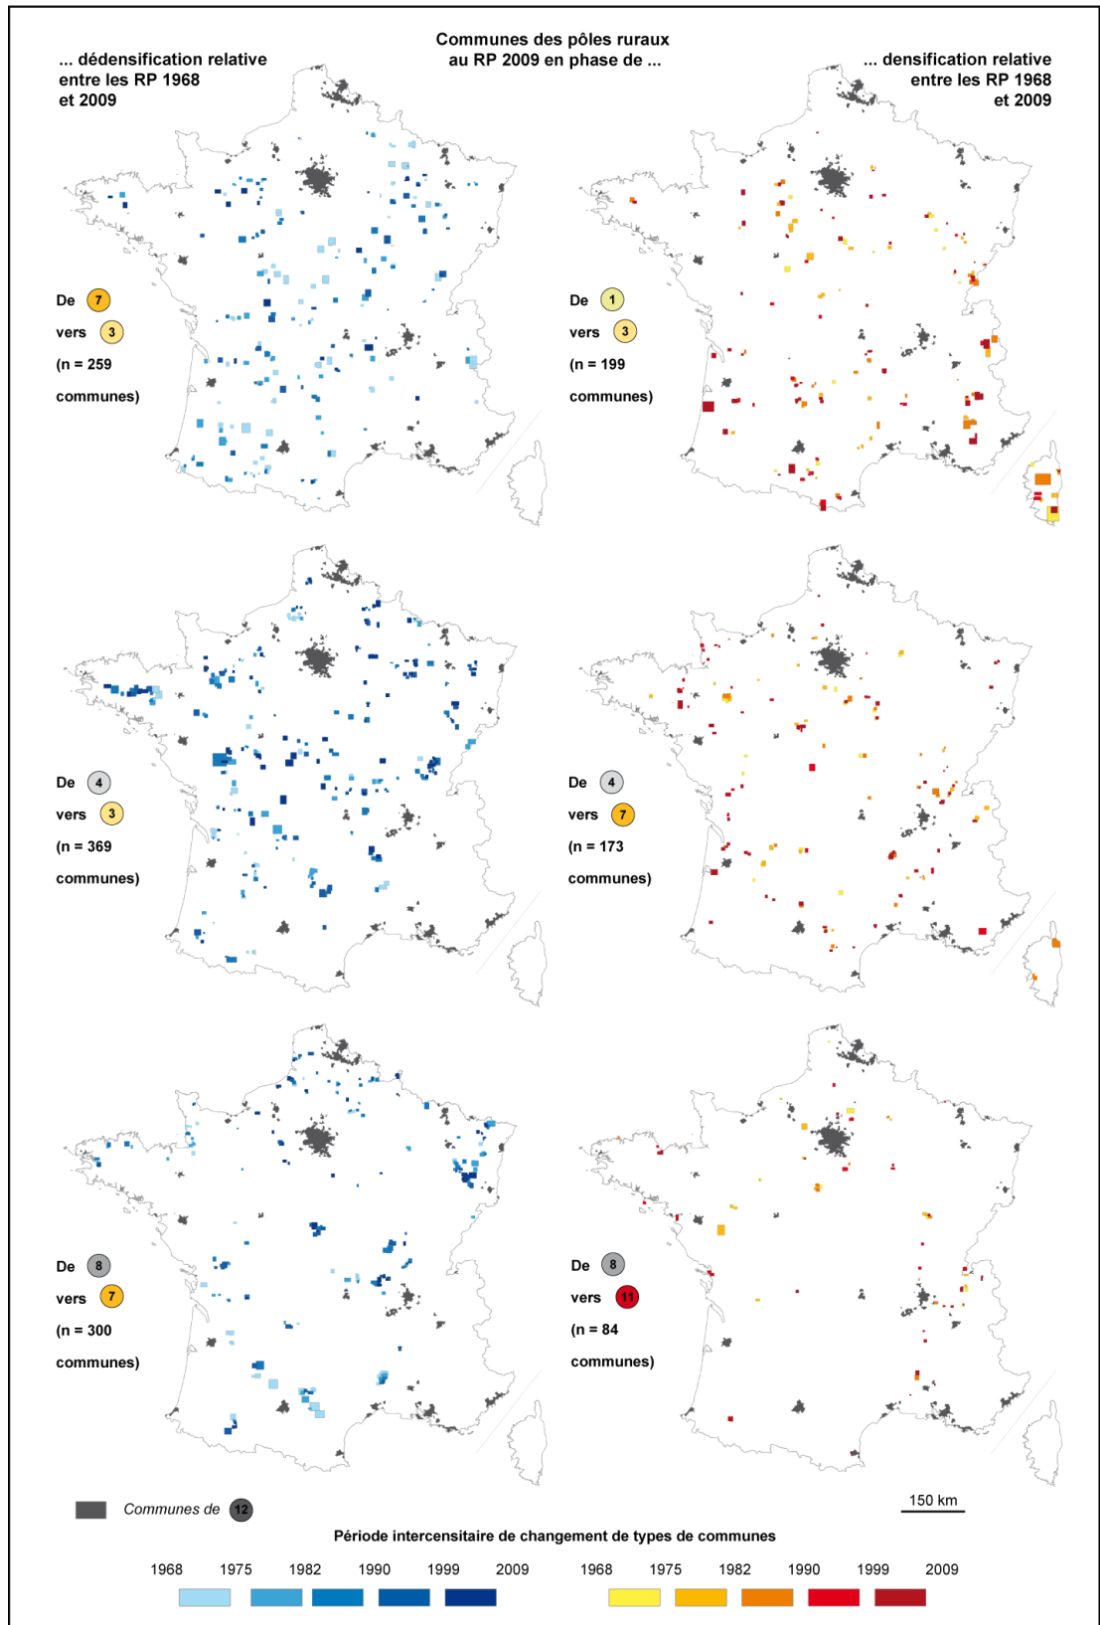 Communes des pôles ruraux
au RP 2009 en phase de ...
... dédensification relative
entre les RP 1968
et 2009
... densification relative
entre les RP 1968
et 2009
De 7
vers 3
(n = 259
communes)
De 1
vers 3
(n = 199
communes)
De 4
vers 3
(n = 369
communes)
De 4
vers 7
(n = 173
communes)
De 8
vers 7
(n = 300
communes)
De 8
vers 11
(n = 84
communes)
Communes de 12
150 km
Période intercensitaire de changement de types de communes
1968 1975 1982 1990 1999 2009
1968 1975 1982 1990 1999 2009